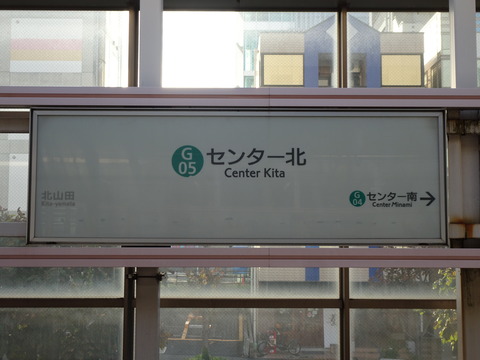 G
05
センター北
Center Kita
北山田
Kita-yamata
G
04
センター南
Center Minami